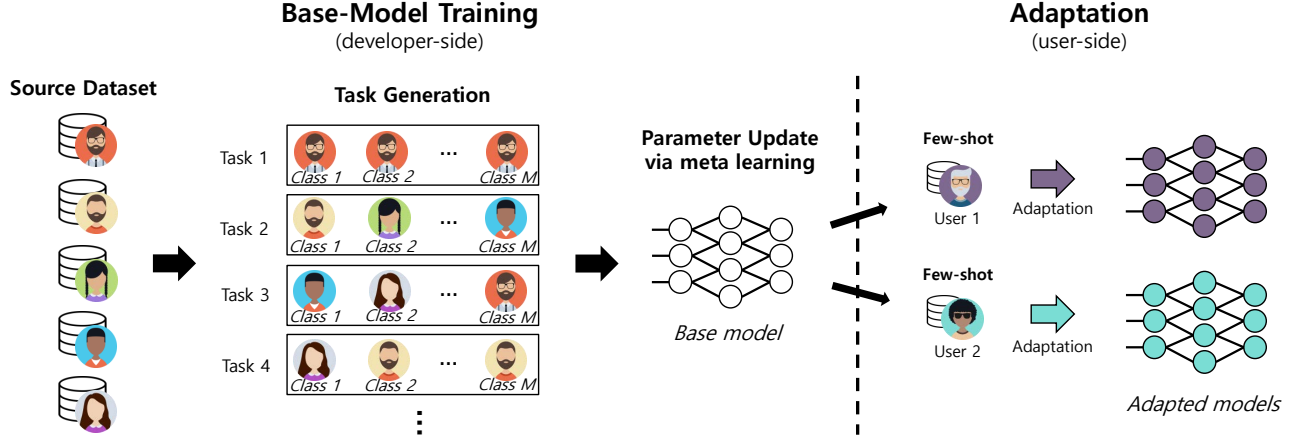 Base-Model Training
(developer-side)
Adaptation
(user-side)
Source Dataset
Task Generation
Task 1
Class 1
Class 2
...
Class M
Task 2
Class 1
Class 2
...
Class M
Task 3
Class 1
Class 2
...
Class M
Task 4
Class 1
Class 2
...
Class M
Parameter Update
via meta learning
Base model
Few-shot
User 1
Adaptation
Few-shot
User 2
Adaptation
Adapted models